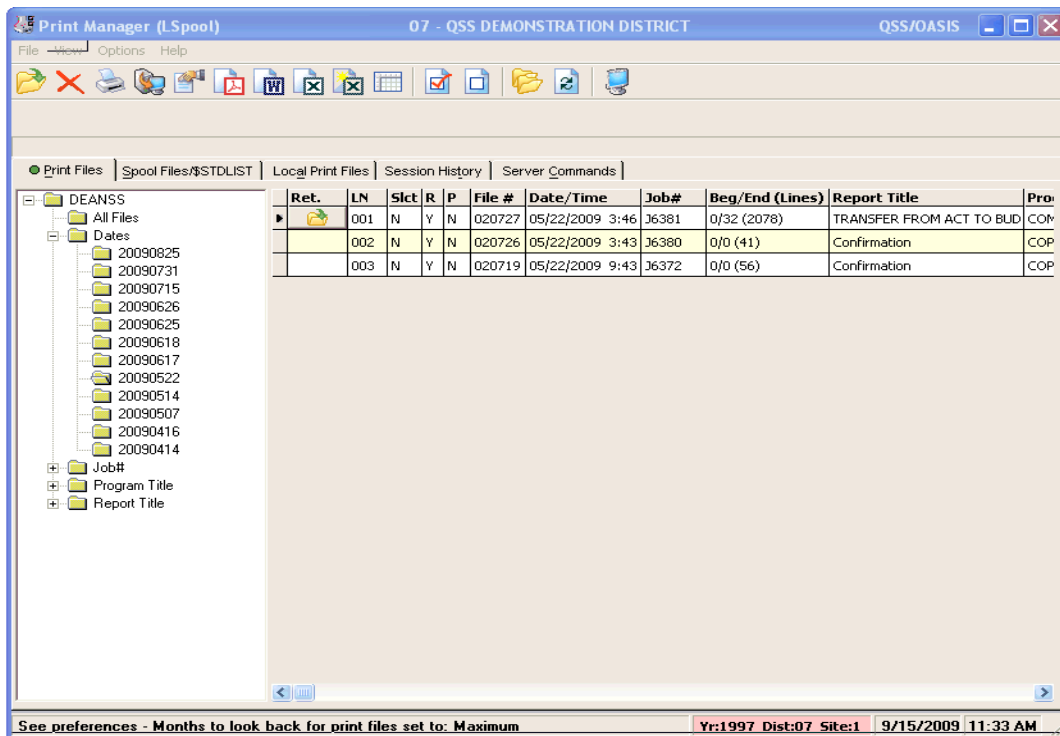 Print Manager (LSpool) 07 - QSS DEMONSTRATION DISTRICT QSS/OASIS
File View Options Help
Print Files Spool Files/$STDLIST Local Print Files Session History Server Commands
DEANSS
All Files
Dates
20090825
20090731
20090715
20090626
20090625
20090618
20090617
20090522
20090514
20090507
20090416
20090414
Job#
Program Title
Report Title
Ret. LN Slct R P File # Date/Time Job# Beg/End (Lines) Report Title Pro
001 N Y N 020727 05/22/2009 3:46 J6381 0/32 (2078) TRANSFER FROM ACT TO BUD COM
002 N Y N 020726 05/22/2009 3:43 J6380 0/0 (41) Confirmation COP
003 N Y N 020719 05/22/2009 9:43 J6372 0/0 (56) Confirmation COP
See preferences - Months to look back for print files set to: Maximum Yr:1997 Dist:07 Site:1 9/15/2009 11:33 AM